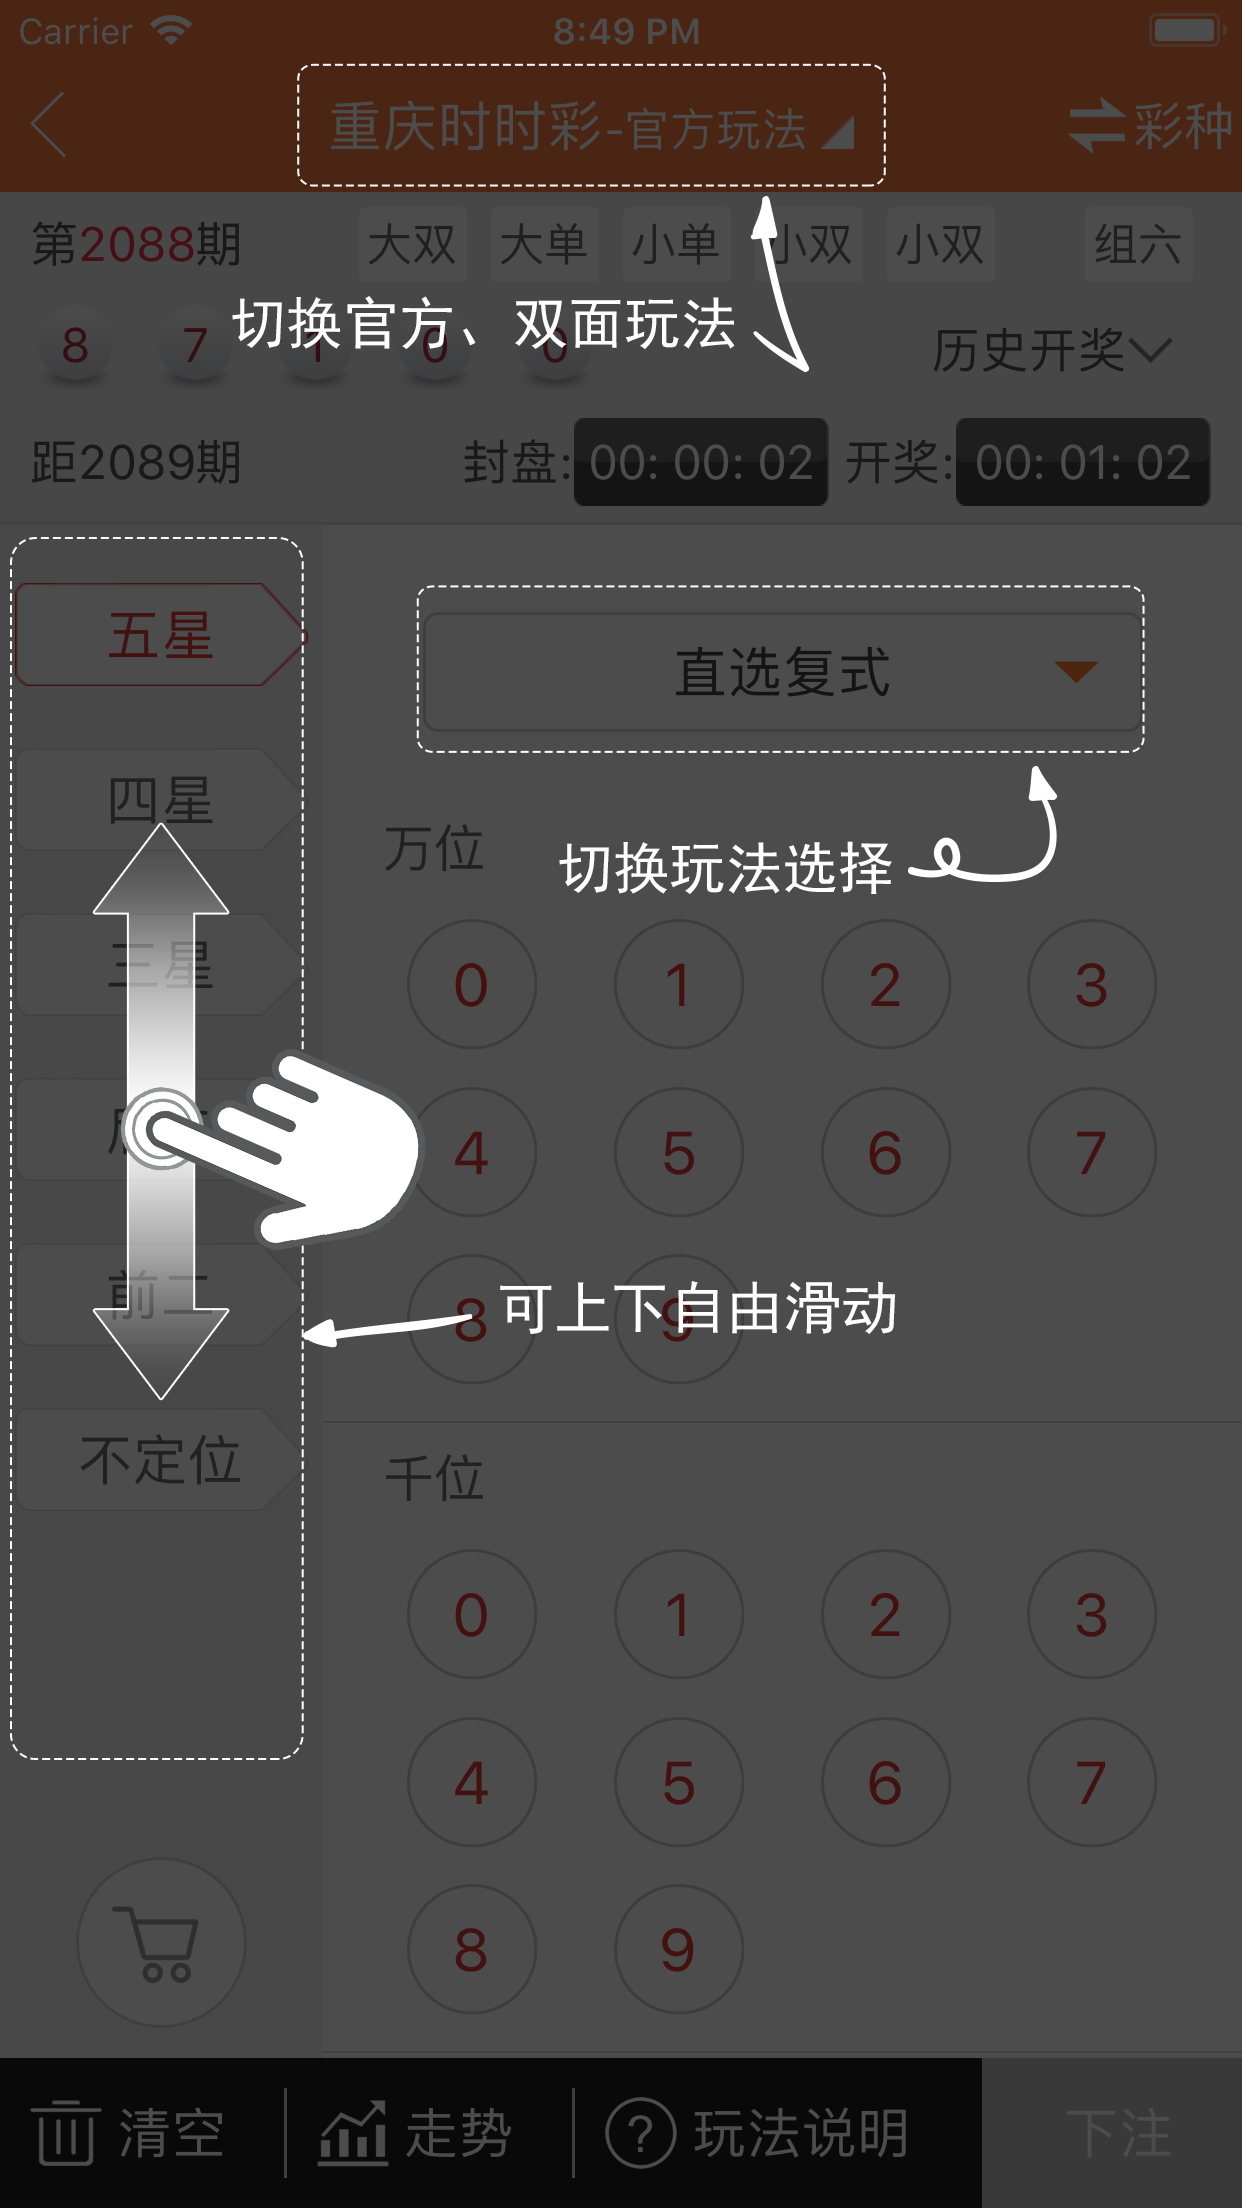 Carrier 8:49 PM
重庆时时彩-官方玩法 彩种
第2088期 大双 大单 小单 小双 小双 组六
切换官方、双面玩法
8 7 1 0 0 历史开奖
距2089期 封盘: 00: 00: 02 开奖: 00: 01: 02
五星
直选复式
四星
万位
切换玩法选择
三星
0 1 2 3
4 5 6 7
前二
可上下自由滑动
8 9
不定位
千位
0 1 2 3
4 5 6 7
8 9
清空 走势 ? 玩法说明 下注